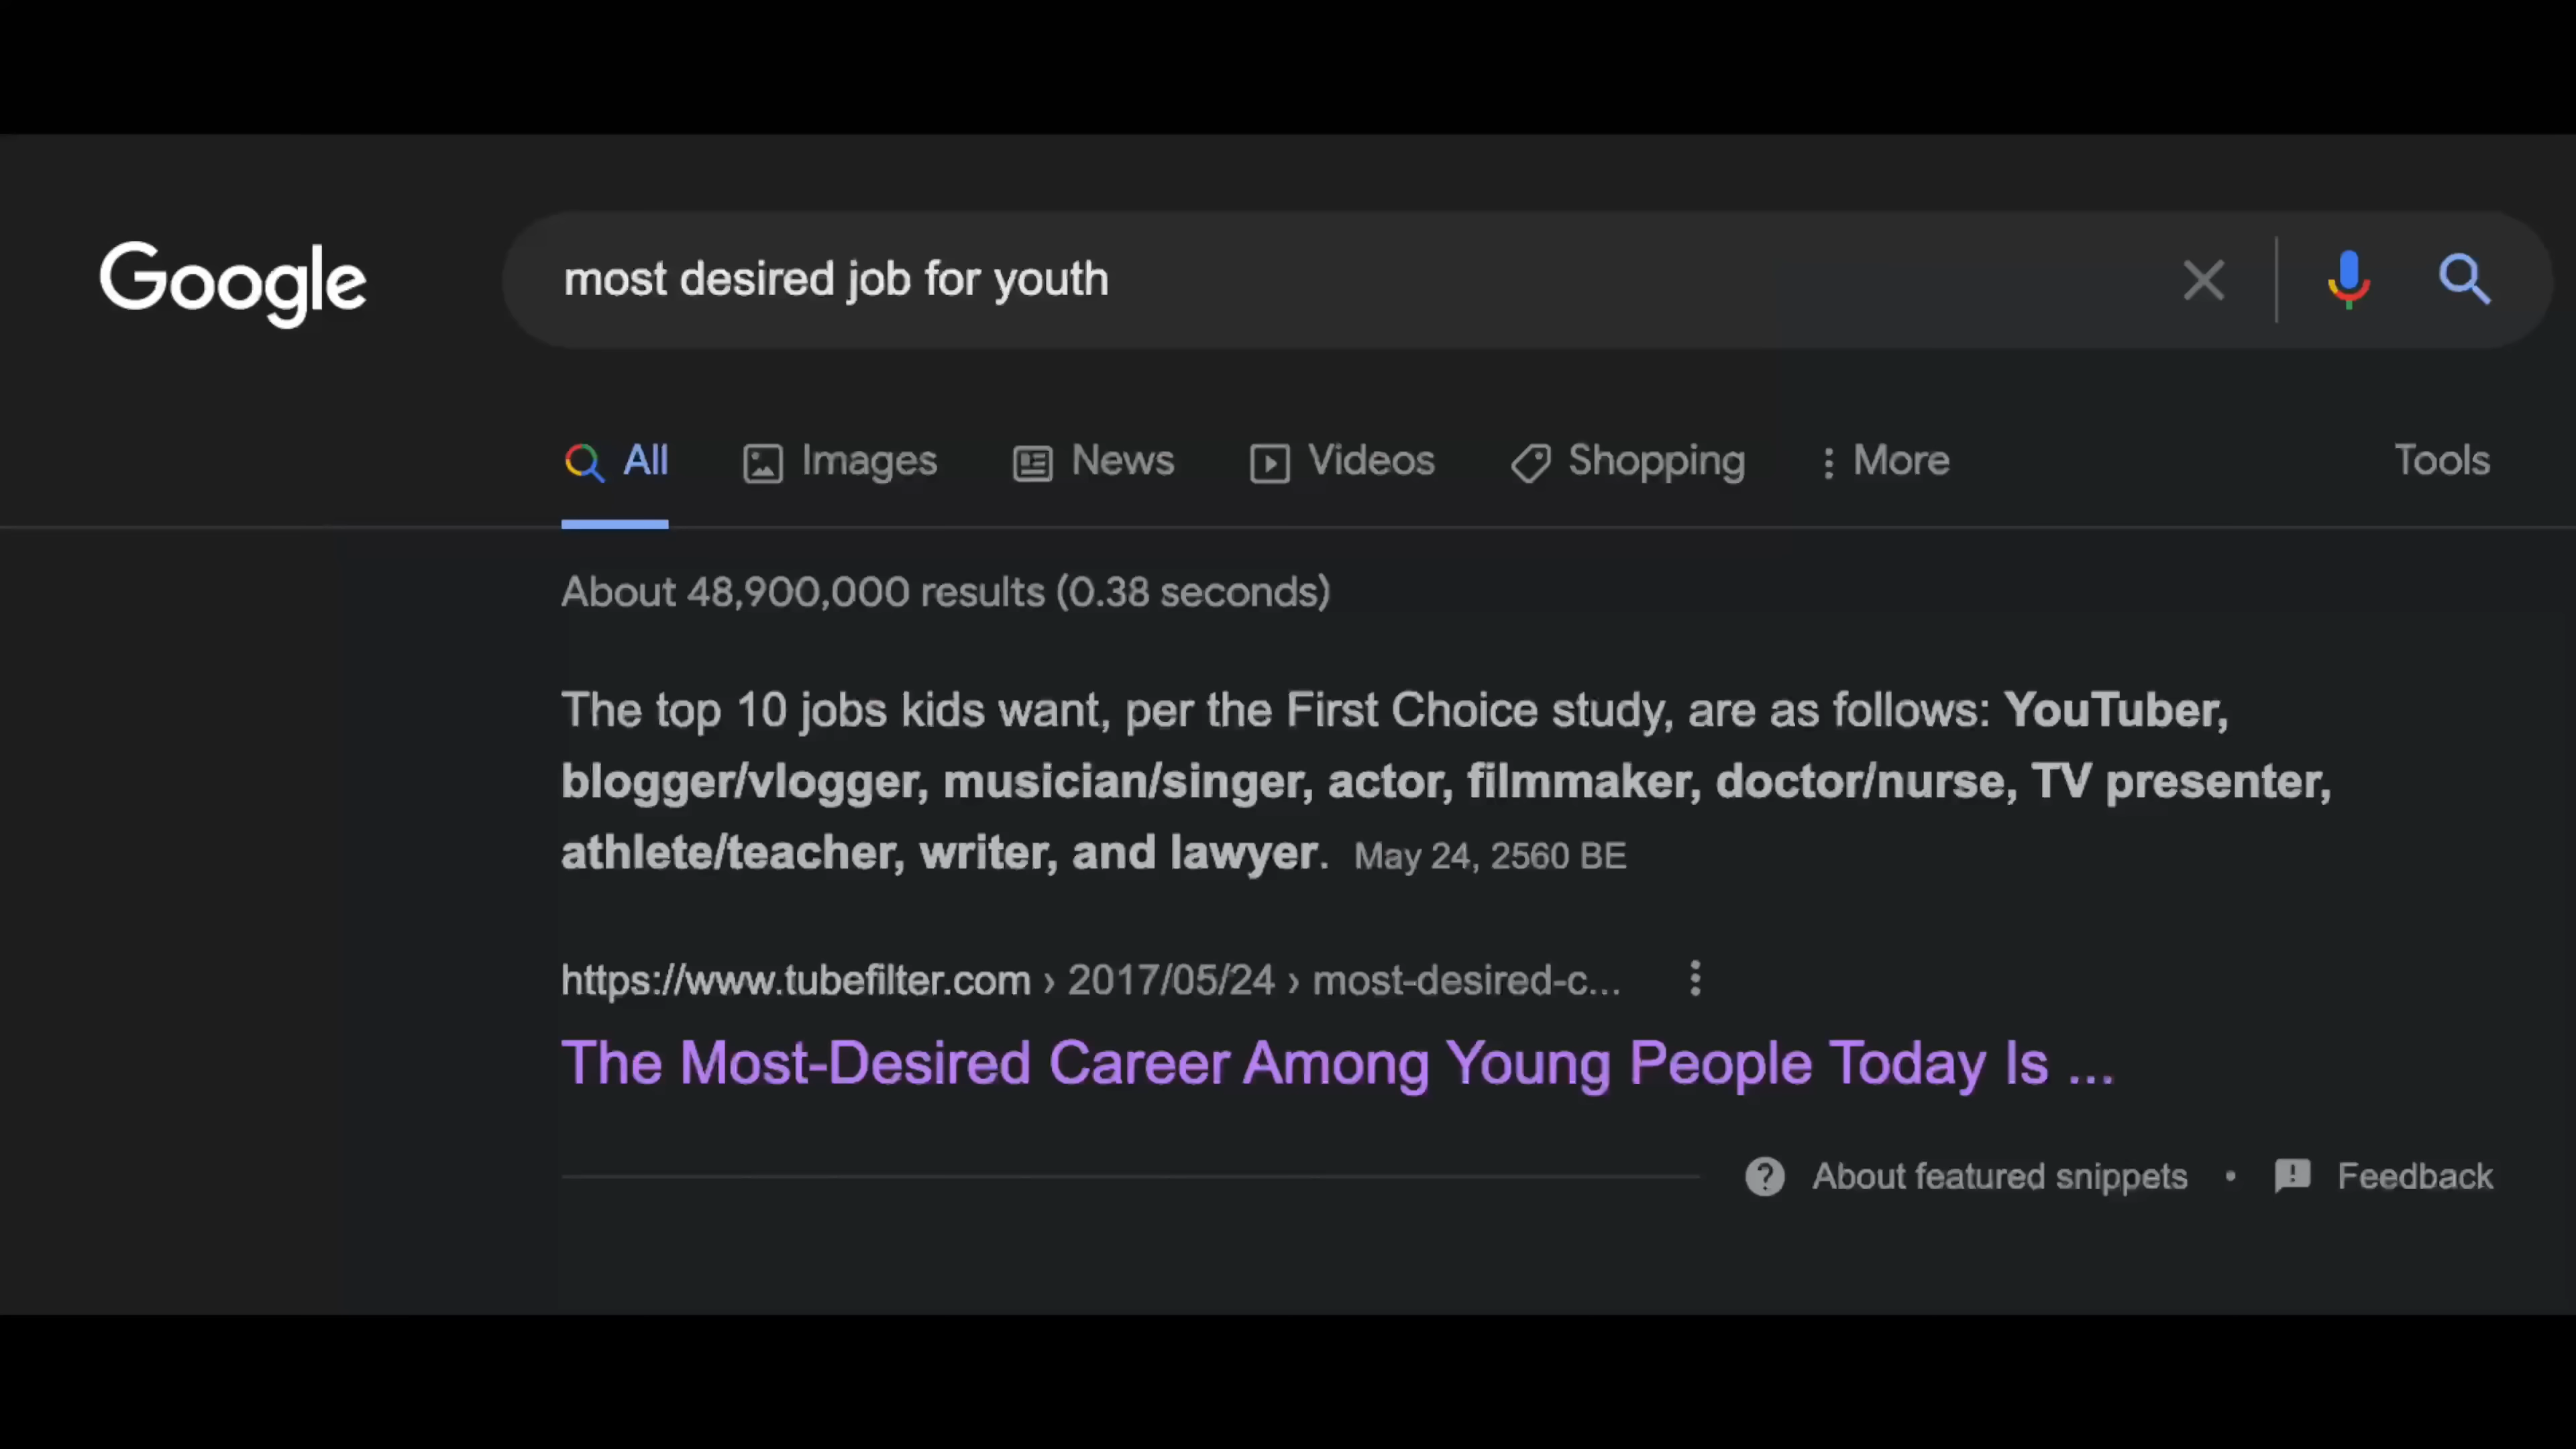 Google
most desired job for youth
All Images News Videos Shopping More Tools
About 48,900,000 results (0.38 seconds)
The top 10 jobs kids want, per the First Choice study, are as follows: YouTuber,
blogger/vlogger, musician/singer, actor, filmmaker, doctor/nurse, TV presenter,
athlete/teacher, writer, and lawyer. May 24, 2560 BE
https://www.tubefilter.com › 2017/05/24 › most-desired-c...
The Most-Desired Career Among Young People Today Is ...
About featured snippets • Feedback